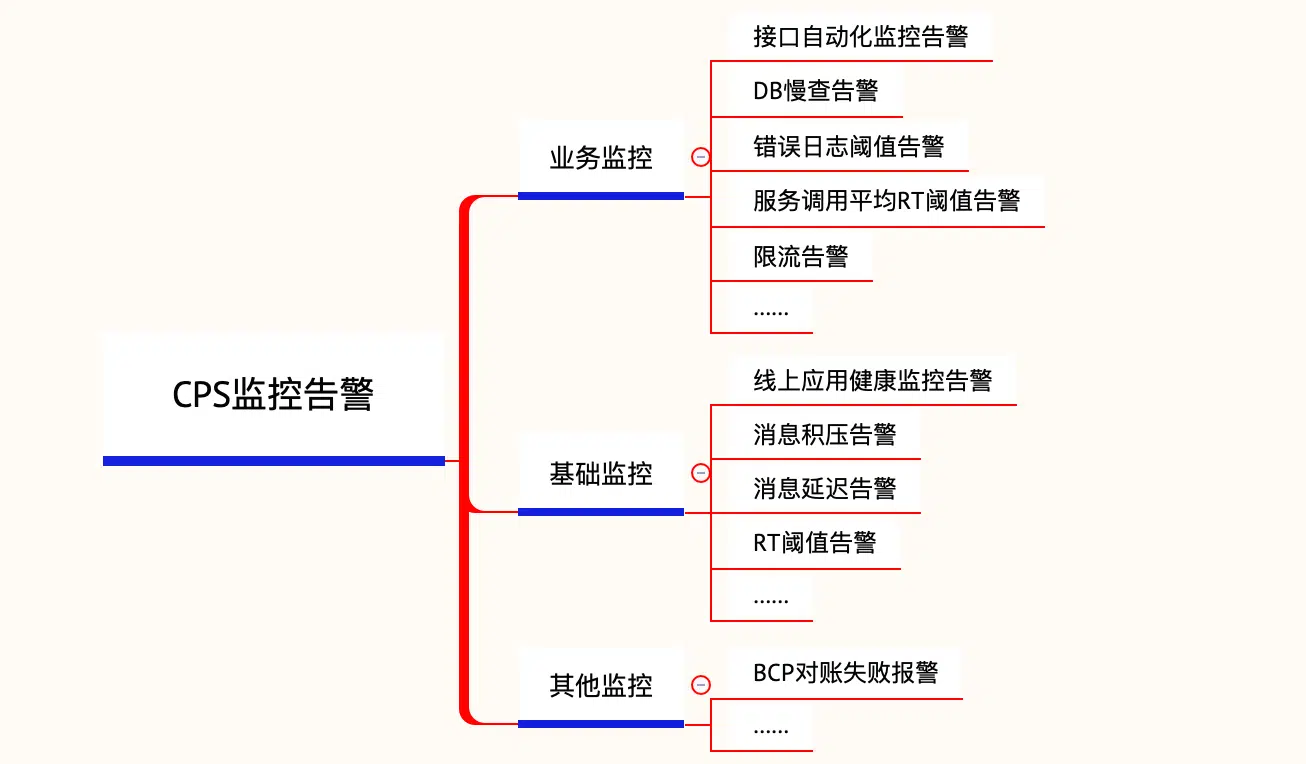 CPS监控告警
业务监控
接口自动化监控告警
DB慢查告警
错误日志阈值告警
服务调用平均RT阈值告警
限流告警
......
基础监控
线上应用健康监控告警
消息积压告警
消息延迟告警
RT阈值告警
......
其他监控
BCP对账失败报警
......